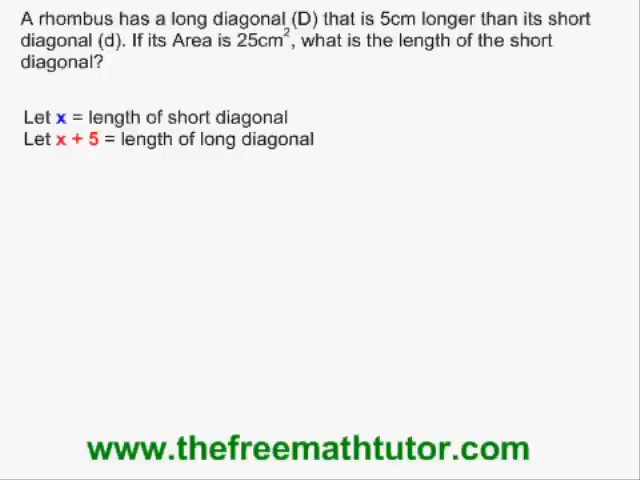 A rhombus has a long diagonal (D) that is 5cm longer than its short
diagonal (d). If its Area is 25cm², what is the length of the short
diagonal?
Let x = length of short diagonal
Let x + 5 = length of long diagonal
www.thefreemathtutor.com